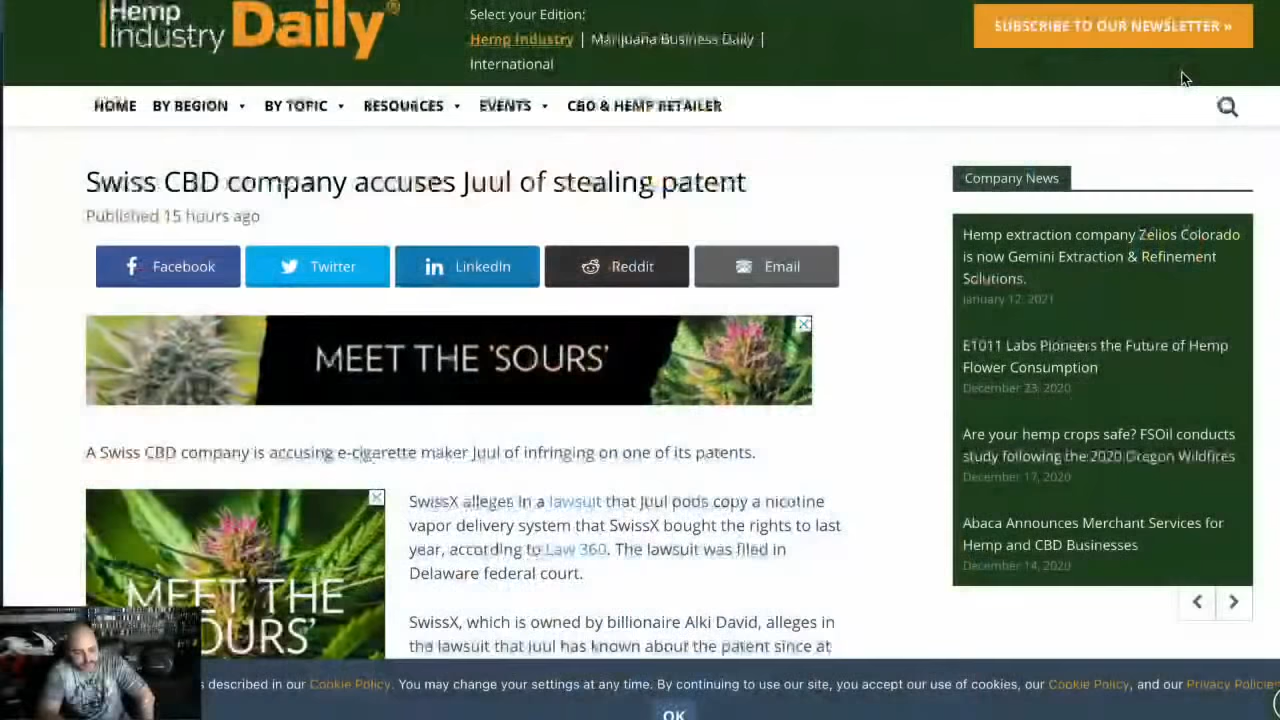 Hemp
Industry Daily®
Select your Edition:
Hemp Industry | Marijuana Business Daily |
International
SUBSCRIBE TO OUR NEWSLETTER »
HOME BY REGION BY TOPIC RESOURCES EVENTS CBD & HEMP RETAILER
Swiss CBD company accuses Juul of stealing patent
Published 15 hours ago
Facebook Twitter LinkedIn Reddit Email
MEET THE 'SOURS'
A Swiss CBD company is accusing e-cigarette maker Juul of infringing on one of its patents.
MEET THE
OURS'
SwissX alleges in a lawsuit that Juul pods copy a nicotine
vapor delivery system that SwissX bought the rights to last
year, according to Law 360. The lawsuit was filed in
Delaware federal court.
SwissX, which is owned by billionaire Alki David, alleges in
the lawsuit that Juul has known about the patent since at
Company News
Hemp extraction company Zelios Colorado
is now Gemini Extraction & Refinement
Solutions.
January 12, 2021
E1011 Labs Pioneers the Future of Hemp
Flower Consumption
December 23, 2020
Are your hemp crops safe? FSOil conducts
study following the 2020 Oregon Wildfires
December 17, 2020
Abaca Announces Merchant Services for
Hemp and CBD Businesses
December 14, 2020
s described in our Cookie Policy. You may change your settings at any time. By continuing to use our site, you accept our use of cookies, our Cookie Policy, and our Privacy Policie
OK